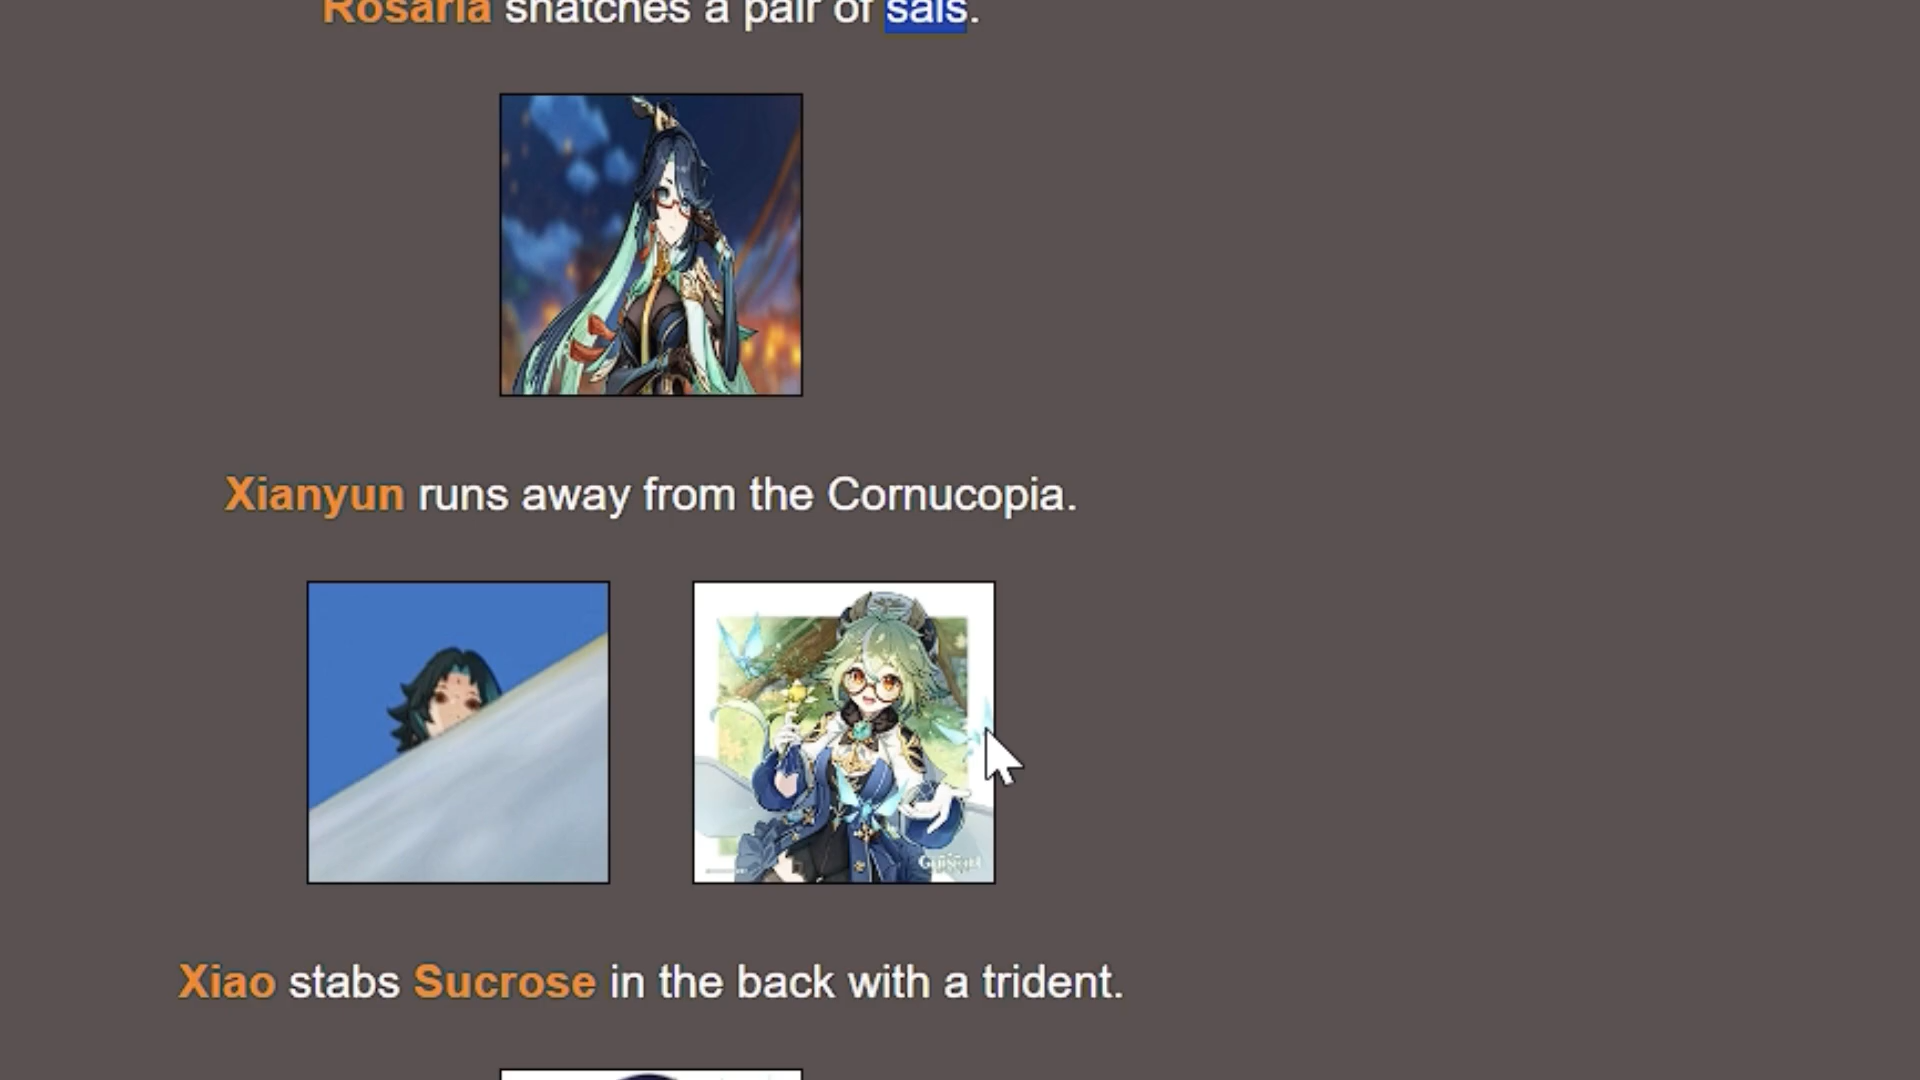 Rosaria snatches a pair of sais.
Xianyun runs away from the Cornucopia.
GENSHIN
Xiao stabs Sucrose in the back with a trident.